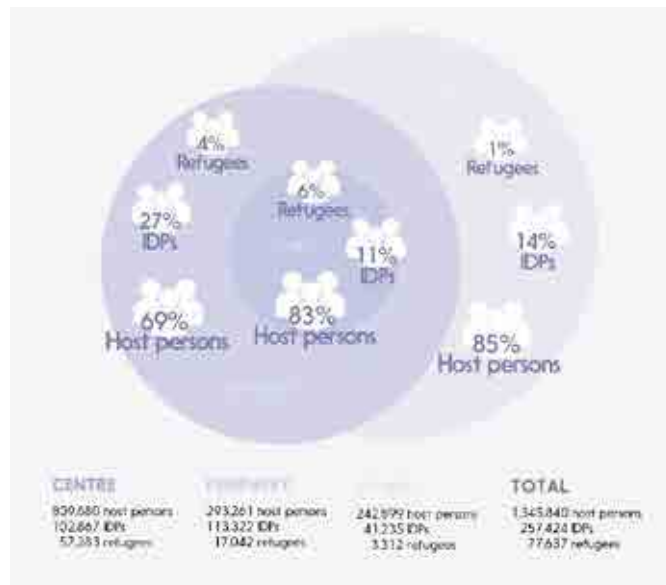 4%
Refugees
1%
Refugees
6%
Refugees
27%
IDPs
11%
IDPs
14%
IDPs
69%
Host persons
83%
Host persons
85%
Host persons
CENTRE
809,680 host persons
102,867 IDPs
57,283 refugees
293,261 host persons
113,322 IDPs
17,042 refugees
242,899 host persons
41,235 IDPs
3,312 refugees
TOTAL
1,345,840 host persons
257,424 IDPs
77,637 refugees